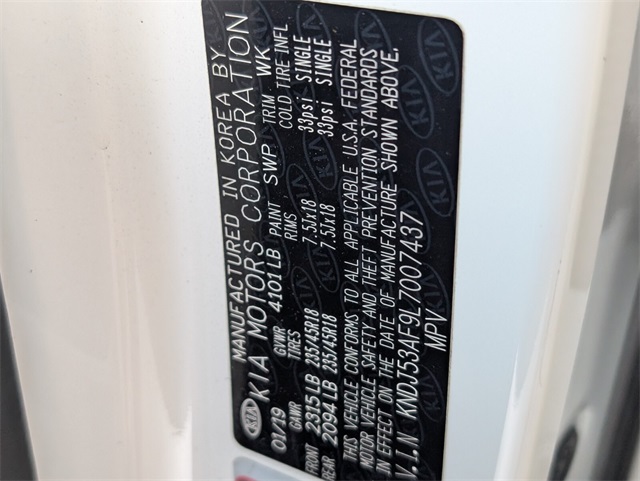 MANUFACTURED IN KOREA BY
KIA KIA MOTORS CORPORATION
01/19 GVWR 4101LB PAINT SWP TRIM WK
GAWR TIRES RIMS COLD TIRE INFL
FRONT 2315LB 235/45R18 7.5Jx18 33psi SINGLE
REAR 2094LB 235/45R18 7.5Jx18 33psi SINGLE
THIS VEHICLE CONFORMS TO ALL APPLICABLE U.S.A. FEDERAL
MOTOR VEHICLE SAFETY AND THEFT PREVENTION STANDARDS
IN EFFECT ON THE DATE OF MANUFACTURE SHOWN ABOVE.
V.I.N KNDJ53AF9L7007437
MPV